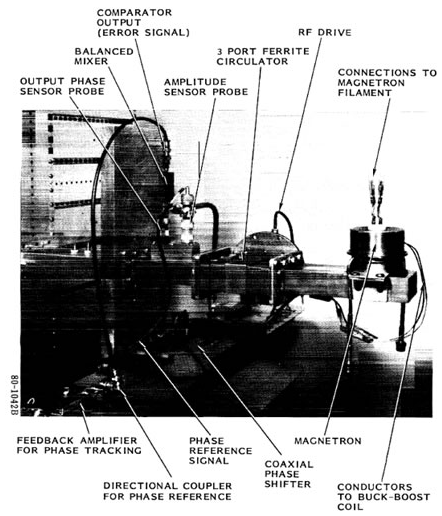 COMPARATOR
OUTPUT
(ERROR SIGNAL)
BALANCED
MIXER
OUTPUT PHASE
SENSOR PROBE
AMPLITUDE
SENSOR PROBE
3 PORT FERRITE
CIRCULATOR
RF DRIVE
CONNECTIONS TO
MAGNETRON
FILAMENT
80-1042B
FEEDBACK AMPLIFIER
FOR PHASE TRACKING
DIRECTIONAL COUPLER
FOR PHASE REFERENCE
PHASE
REFERENCE
SIGNAL
COAXIAL
PHASE
SHIFTER
MAGNETRON
CONDUCTORS
TO BUCK-BOOST
COIL